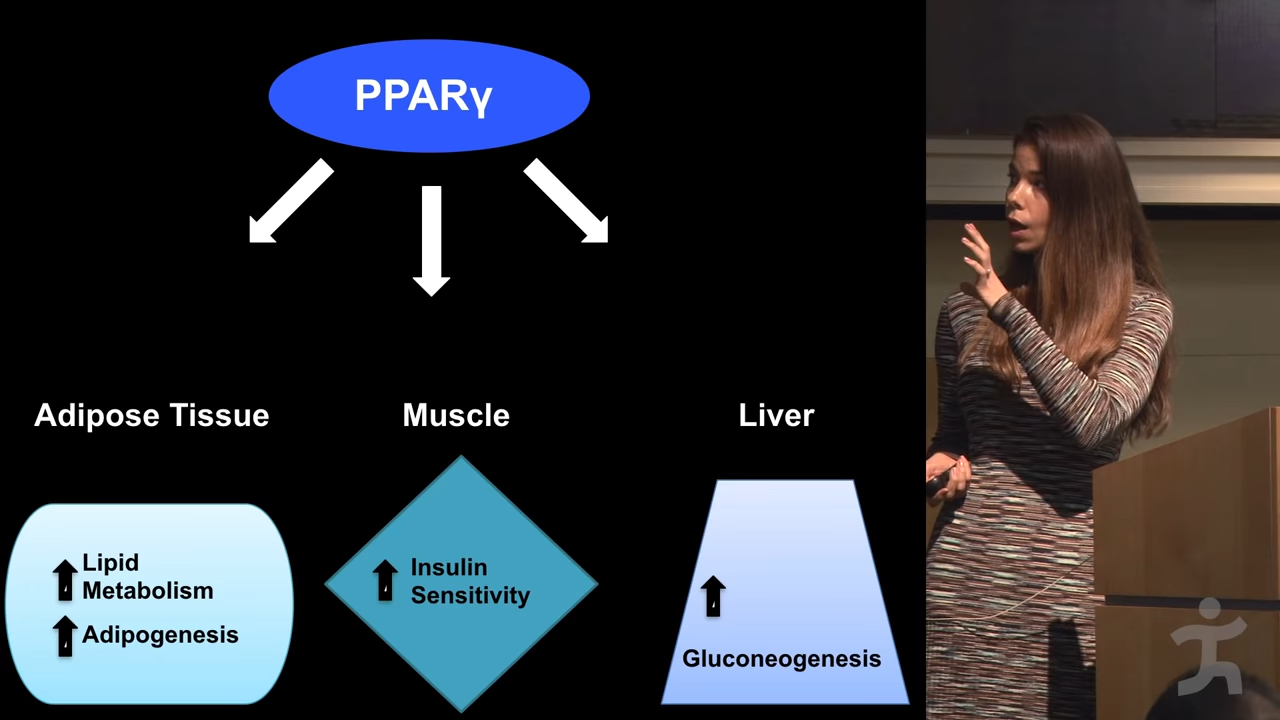 PPARγ
Adipose Tissue
Muscle
Liver
Lipid
Metabolism
Adipogenesis
Insulin
Sensitivity
Gluconeogenesis